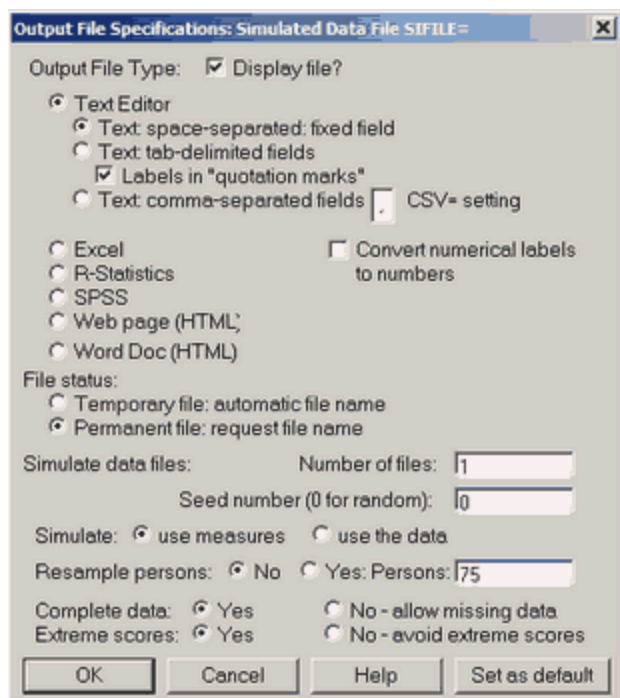 Output File Specifications: Simulated Data File SIFILE=
Output File Type: Display file?
Text Editor
Text: space-separated: fixed field
Text: tab-delimited fields
Labels in "quotation marks"
Text: comma-separated fields , CSV= setting
Excel
Convert numerical labels
to numbers
R-Statistics
SPSS
Web page (HTML)
Word Doc (HTML)
File status:
Temporary file: automatic file name
Permanent file: request file name
Simulate data files: Number of files: 1
Seed number (0 for random): 0
Simulate: use measures use the data
Resample persons: No Yes: Persons: 75
Complete data: Yes No - allow missing data
Extreme scores: Yes No - avoid extreme scores
OK Cancel Help Set as default